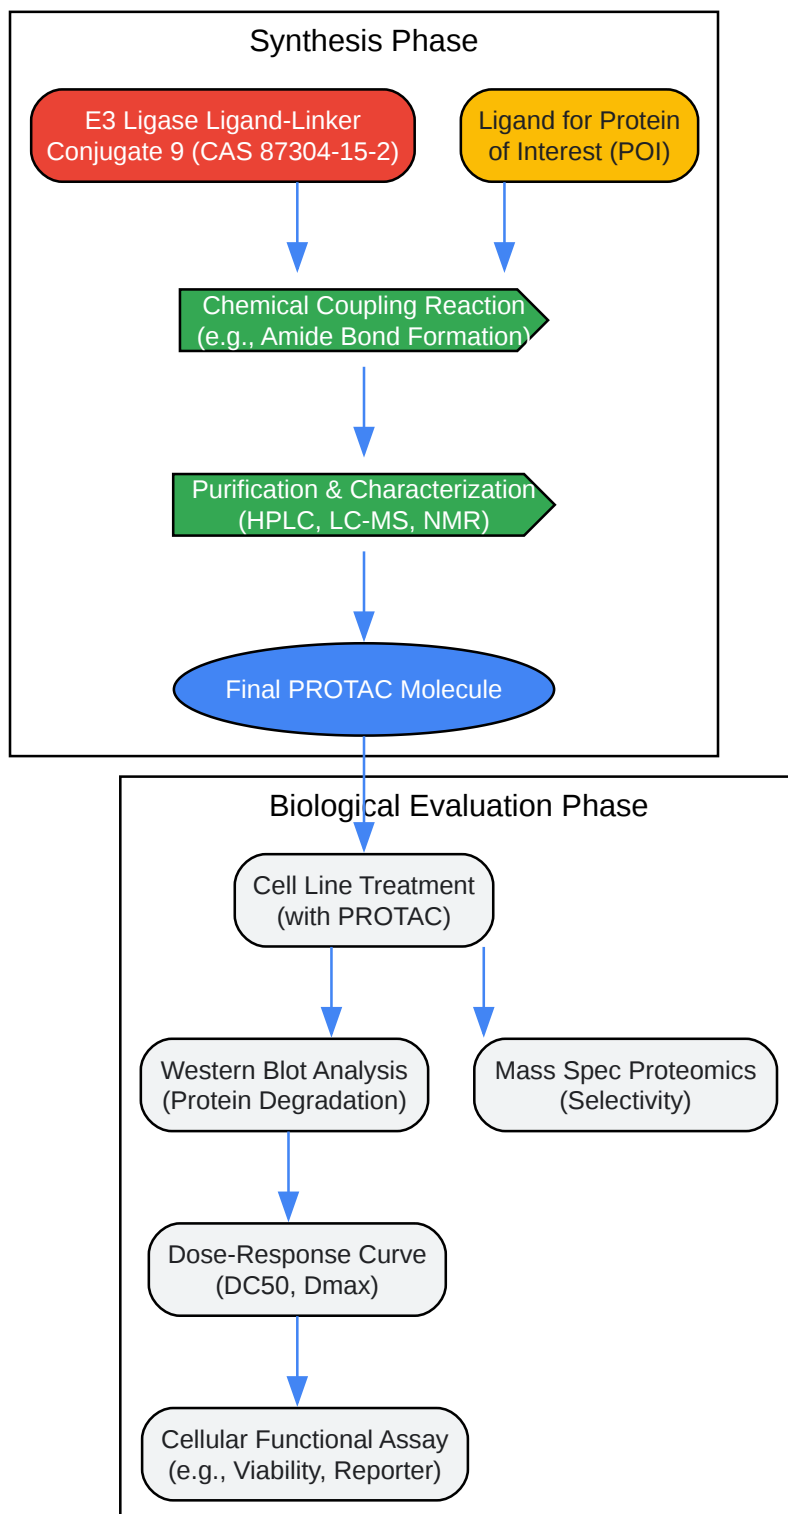 Synthesis Phase
E3 Ligase Ligand-Linker
Conjugate 9 (CAS 87304-15-2)
Ligand for Protein
of Interest (POI)
Chemical Coupling Reaction
(e.g., Amide Bond Formation)
Purification & Characterization
(HPLC, LC-MS, NMR)
Final PROTAC Molecule
Biological Evaluation Phase
Cell Line Treatment
(with PROTAC)
Western Blot Analysis
(Protein Degradation)
Mass Spec Proteomics
(Selectivity)
Dose-Response Curve
(DC50, Dmax)
Cellular Functional Assay
(e.g., Viability, Reporter)